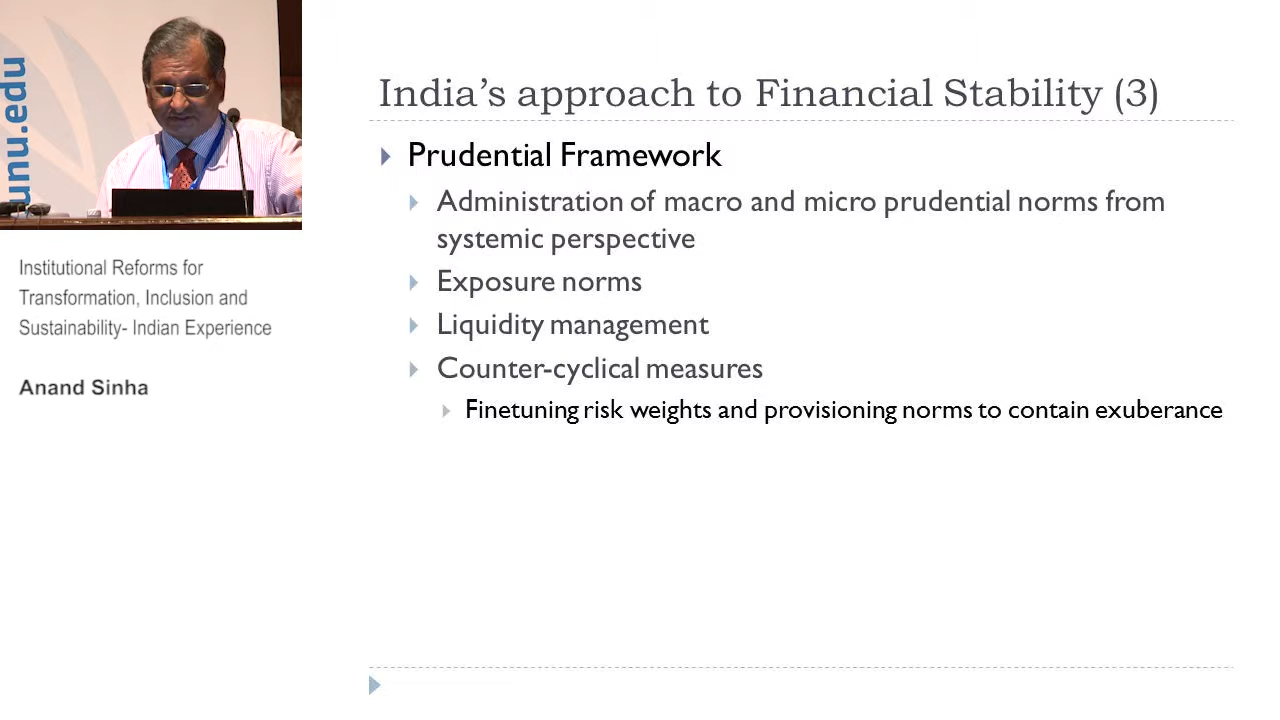 unu.edu
Institutional Reforms for
Transformation, Inclusion and
Sustainability- Indian Experience
Anand Sinha
India's approach to Financial Stability (3)
Prudential Framework
Administration of macro and micro prudential norms from
systemic perspective
Exposure norms
Liquidity management
Counter-cyclical measures
Finetuning risk weights and provisioning norms to contain exuberance